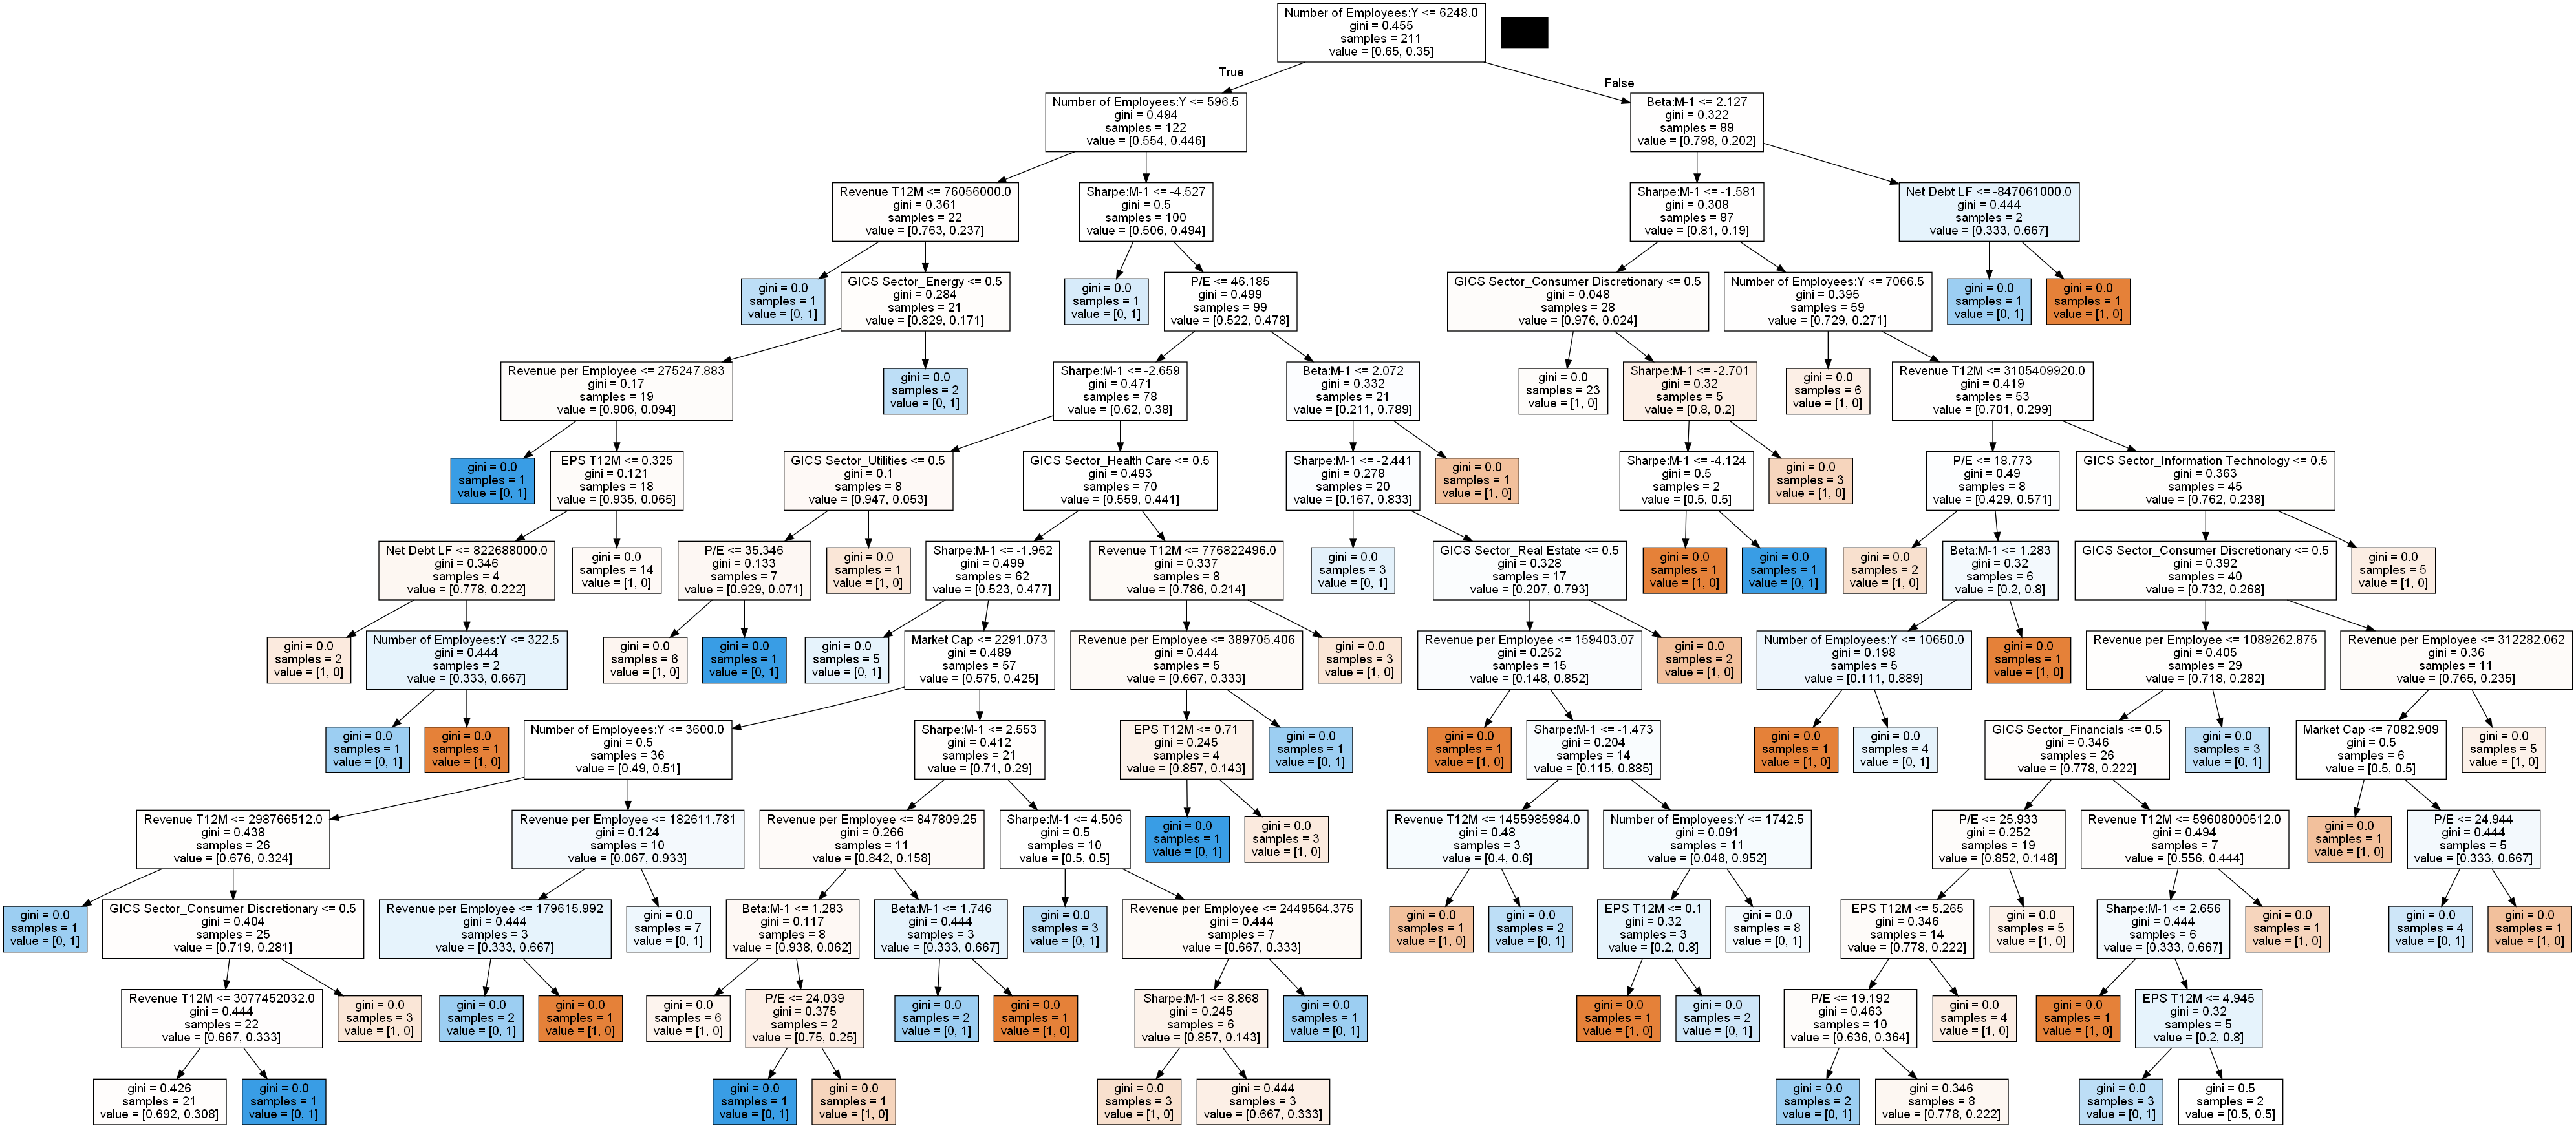 Number of Employees:Y <= 6248.0
gini = 0.455
samples = 211
value = [0.65, 0.35]
True
False
Number of Employees:Y <= 596.5
gini = 0.494
samples = 122
value = [0.554, 0.446]
Beta:M-1 <= 2.127
gini = 0.322
samples = 89
value = [0.798, 0.202]
Revenue T12M <= 76056000.0
gini = 0.361
samples = 22
value = [0.763, 0.237]
Sharpe:M-1 <= -4.527
gini = 0.5
samples = 100
value = [0.506, 0.494]
Sharpe:M-1 <= -1.581
gini = 0.308
samples = 87
value = [0.81, 0.19]
Net Debt LF <= -847061000.0
gini = 0.444
samples = 2
value = [0.333, 0.667]
gini = 0.0
samples = 1
value = [0, 1]
GICS Sector_Energy <= 0.5
gini = 0.284
samples = 21
value = [0.829, 0.171]
gini = 0.0
samples = 1
value = [0, 1]
P/E <= 46.185
gini = 0.499
samples = 99
value = [0.522, 0.478]
GICS Sector_Consumer Discretionary <= 0.5
gini = 0.048
samples = 28
value = [0.976, 0.024]
Number of Employees:Y <= 7066.5
gini = 0.395
samples = 59
value = [0.729, 0.271]
gini = 0.0
samples = 1
value = [0, 1]
gini = 0.0
samples = 1
value = [1, 0]
Revenue per Employee <= 275247.883
gini = 0.17
samples = 19
value = [0.906, 0.094]
gini = 0.0
samples = 2
value = [0, 1]
Sharpe:M-1 <= -2.659
gini = 0.471
samples = 78
value = [0.62, 0.38]
Beta:M-1 <= 2.072
gini = 0.332
samples = 21
value = [0.211, 0.789]
gini = 0.0
samples = 23
value = [1, 0]
Sharpe:M-1 <= -2.701
gini = 0.32
samples = 5
value = [0.8, 0.2]
gini = 0.0
samples = 6
value = [1, 0]
Revenue T12M <= 3105409920.0
gini = 0.419
samples = 53
value = [0.701, 0.299]
gini = 0.0
samples = 1
value = [0, 1]
EPS T12M <= 0.325
gini = 0.121
samples = 18
value = [0.935, 0.065]
GICS Sector_Utilities <= 0.5
gini = 0.1
samples = 8
value = [0.947, 0.053]
GICS Sector_Health Care <= 0.5
gini = 0.493
samples = 70
value = [0.559, 0.441]
Sharpe:M-1 <= -2.441
gini = 0.278
samples = 20
value = [0.167, 0.833]
gini = 0.0
samples = 1
value = [1, 0]
Sharpe:M-1 <= -4.124
gini = 0.5
samples = 2
value = [0.5, 0.5]
gini = 0.0
samples = 3
value = [1, 0]
P/E <= 18.773
gini = 0.49
samples = 8
value = [0.429, 0.571]
GICS Sector_Information Technology <= 0.5
gini = 0.363
samples = 45
value = [0.762, 0.238]
Net Debt LF <= 822688000.0
gini = 0.346
samples = 4
value = [0.778, 0.222]
gini = 0.0
samples = 14
value = [1, 0]
P/E <= 35.346
gini = 0.133
samples = 7
value = [0.929, 0.071]
gini = 0.0
samples = 1
value = [1, 0]
Sharpe:M-1 <= -1.962
gini = 0.499
samples = 62
value = [0.523, 0.477]
Revenue T12M <= 776822496.0
gini = 0.337
samples = 8
value = [0.786, 0.214]
gini = 0.0
samples = 3
value = [0, 1]
GICS Sector_Real Estate <= 0.5
gini = 0.328
samples = 17
value = [0.207, 0.793]
gini = 0.0
samples = 1
value = [1, 0]
gini = 0.0
samples = 1
value = [0, 1]
gini = 0.0
samples = 2
value = [1, 0]
Beta:M-1 <= 1.283
gini = 0.32
samples = 6
value = [0.2, 0.8]
GICS Sector_Consumer Discretionary <= 0.5
gini = 0.392
samples = 40
value = [0.732, 0.268]
gini = 0.0
samples = 5
value = [1, 0]
gini = 0.0
samples = 2
value = [1, 0]
Number of Employees:Y <= 322.5
gini = 0.444
samples = 2
value = [0.333, 0.667]
gini = 0.0
samples = 6
value = [1, 0]
gini = 0.0
samples = 1
value = [0, 1]
gini = 0.0
samples = 5
value = [0, 1]
Market Cap <= 2291.073
gini = 0.489
samples = 57
value = [0.575, 0.425]
Revenue per Employee <= 389705.406
gini = 0.444
samples = 5
value = [0.667, 0.333]
gini = 0.0
samples = 3
value = [1, 0]
Revenue per Employee <= 159403.07
gini = 0.252
samples = 15
value = [0.148, 0.852]
gini = 0.0
samples = 2
value = [1, 0]
Number of Employees:Y <= 10650.0
gini = 0.198
samples = 5
value = [0.111, 0.889]
gini = 0.0
samples = 1
value = [1, 0]
Revenue per Employee <= 1089262.875
gini = 0.405
samples = 29
value = [0.718, 0.282]
Revenue per Employee <= 312282.062
gini = 0.36
samples = 11
value = [0.765, 0.235]
gini = 0.0
samples = 1
value = [0, 1]
gini = 0.0
samples = 1
value = [1, 0]
Number of Employees:Y <= 3600.0
gini = 0.5
samples = 36
value = [0.49, 0.51]
Sharpe:M-1 <= 2.553
gini = 0.412
samples = 21
value = [0.71, 0.29]
EPS T12M <= 0.71
gini = 0.245
samples = 4
value = [0.857, 0.143]
gini = 0.0
samples = 1
value = [0, 1]
gini = 0.0
samples = 1
value = [1, 0]
Sharpe:M-1 <= -1.473
gini = 0.204
samples = 14
value = [0.115, 0.885]
gini = 0.0
samples = 1
value = [1, 0]
gini = 0.0
samples = 4
value = [0, 1]
GICS Sector_Financials <= 0.5
gini = 0.346
samples = 26
value = [0.778, 0.222]
gini = 0.0
samples = 3
value = [0, 1]
Market Cap <= 7082.909
gini = 0.5
samples = 6
value = [0.5, 0.5]
gini = 0.0
samples = 5
value = [1, 0]
Revenue T12M <= 298766512.0
gini = 0.438
samples = 26
value = [0.676, 0.324]
Revenue per Employee <= 182611.781
gini = 0.124
samples = 10
value = [0.067, 0.933]
Revenue per Employee <= 847809.25
gini = 0.266
samples = 11
value = [0.842, 0.158]
Sharpe:M-1 <= 4.506
gini = 0.5
samples = 10
value = [0.5, 0.5]
gini = 0.0
samples = 1
value = [0, 1]
gini = 0.0
samples = 3
value = [1, 0]
Revenue T12M <= 1455985984.0
gini = 0.48
samples = 3
value = [0.4, 0.6]
Number of Employees:Y <= 1742.5
gini = 0.091
samples = 11
value = [0.048, 0.952]
P/E <= 25.933
gini = 0.252
samples = 19
value = [0.852, 0.148]
Revenue T12M <= 59608000512.0
gini = 0.494
samples = 7
value = [0.556, 0.444]
gini = 0.0
samples = 1
value = [1, 0]
P/E <= 24.944
gini = 0.444
samples = 5
value = [0.333, 0.667]
gini = 0.0
samples = 1
value = [0, 1]
GICS Sector_Consumer Discretionary <= 0.5
gini = 0.404
samples = 25
value = [0.719, 0.281]
Revenue per Employee <= 179615.992
gini = 0.444
samples = 3
value = [0.333, 0.667]
gini = 0.0
samples = 7
value = [0, 1]
Beta:M-1 <= 1.283
gini = 0.117
samples = 8
value = [0.938, 0.062]
Beta:M-1 <= 1.746
gini = 0.444
samples = 3
value = [0.333, 0.667]
gini = 0.0
samples = 3
value = [0, 1]
Revenue per Employee <= 2449564.375
gini = 0.444
samples = 7
value = [0.667, 0.333]
gini = 0.0
samples = 1
value = [1, 0]
gini = 0.0
samples = 2
value = [0, 1]
EPS T12M <= 0.1
gini = 0.32
samples = 3
value = [0.2, 0.8]
gini = 0.0
samples = 8
value = [0, 1]
EPS T12M <= 5.265
gini = 0.346
samples = 14
value = [0.778, 0.222]
gini = 0.0
samples = 5
value = [1, 0]
Sharpe:M-1 <= 2.656
gini = 0.444
samples = 6
value = [0.333, 0.667]
gini = 0.0
samples = 1
value = [1, 0]
gini = 0.0
samples = 4
value = [0, 1]
gini = 0.0
samples = 1
value = [1, 0]
Revenue T12M <= 3077452032.0
gini = 0.444
samples = 22
value = [0.667, 0.333]
gini = 0.0
samples = 3
value = [1, 0]
gini = 0.0
samples = 2
value = [0, 1]
gini = 0.0
samples = 1
value = [1, 0]
gini = 0.0
samples = 6
value = [1, 0]
P/E <= 24.039
gini = 0.375
samples = 2
value = [0.75, 0.25]
gini = 0.0
samples = 2
value = [0, 1]
gini = 0.0
samples = 1
value = [1, 0]
Sharpe:M-1 <= 8.868
gini = 0.245
samples = 6
value = [0.857, 0.143]
gini = 0.0
samples = 1
value = [0, 1]
gini = 0.0
samples = 1
value = [1, 0]
gini = 0.0
samples = 2
value = [0, 1]
P/E <= 19.192
gini = 0.463
samples = 10
value = [0.636, 0.364]
gini = 0.0
samples = 4
value = [1, 0]
gini = 0.0
samples = 1
value = [1, 0]
EPS T12M <= 4.945
gini = 0.32
samples = 5
value = [0.2, 0.8]
gini = 0.426
samples = 21
value = [0.692, 0.308]
gini = 0.0
samples = 1
value = [0, 1]
gini = 0.0
samples = 1
value = [0, 1]
gini = 0.0
samples = 1
value = [1, 0]
gini = 0.0
samples = 3
value = [1, 0]
gini = 0.444
samples = 3
value = [0.667, 0.333]
gini = 0.0
samples = 2
value = [0, 1]
gini = 0.346
samples = 8
value = [0.778, 0.222]
gini = 0.0
samples = 3
value = [0, 1]
gini = 0.5
samples = 2
value = [0.5, 0.5]